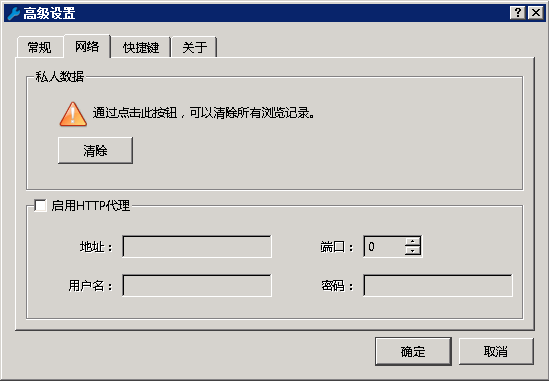 高级设置
常规 网络 快捷键 关于
私人数据
通过点击此按钮，可以清除所有浏览记录。
清除
启用HTTP代理
地址： 端口： 0
用户名： 密码：
确定 取消